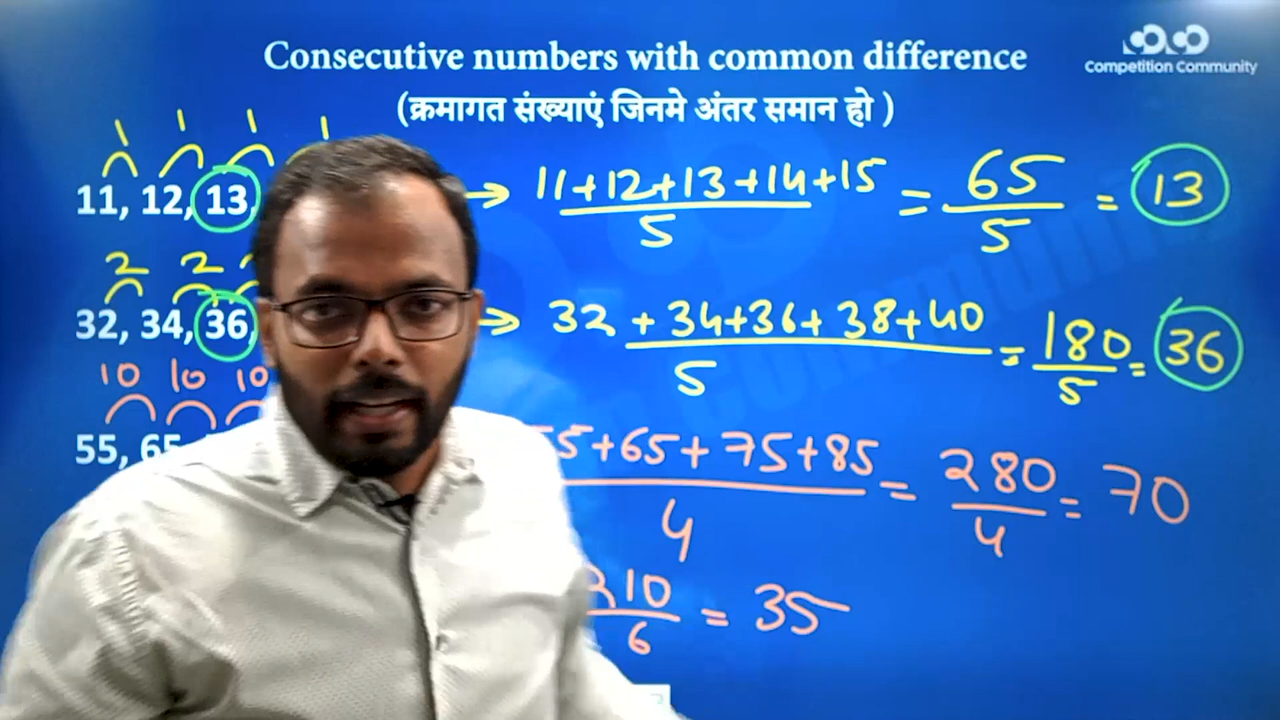 Consecutive numbers with common difference
Competition Community
(क्रमागत संख्याएं जिनमे अंतर समान हो )
1 1 1 1
11, 12, 13, → 11+12+13+14+15 / 5 = 65/5 = 13
2 2
32, 34, 36, → 32+34+36+38+40 / 5 = 180/5 = 36
10 10 10
55, 65 5+65+75+85 / 4 = 280/4 = 70
210/6 = 35